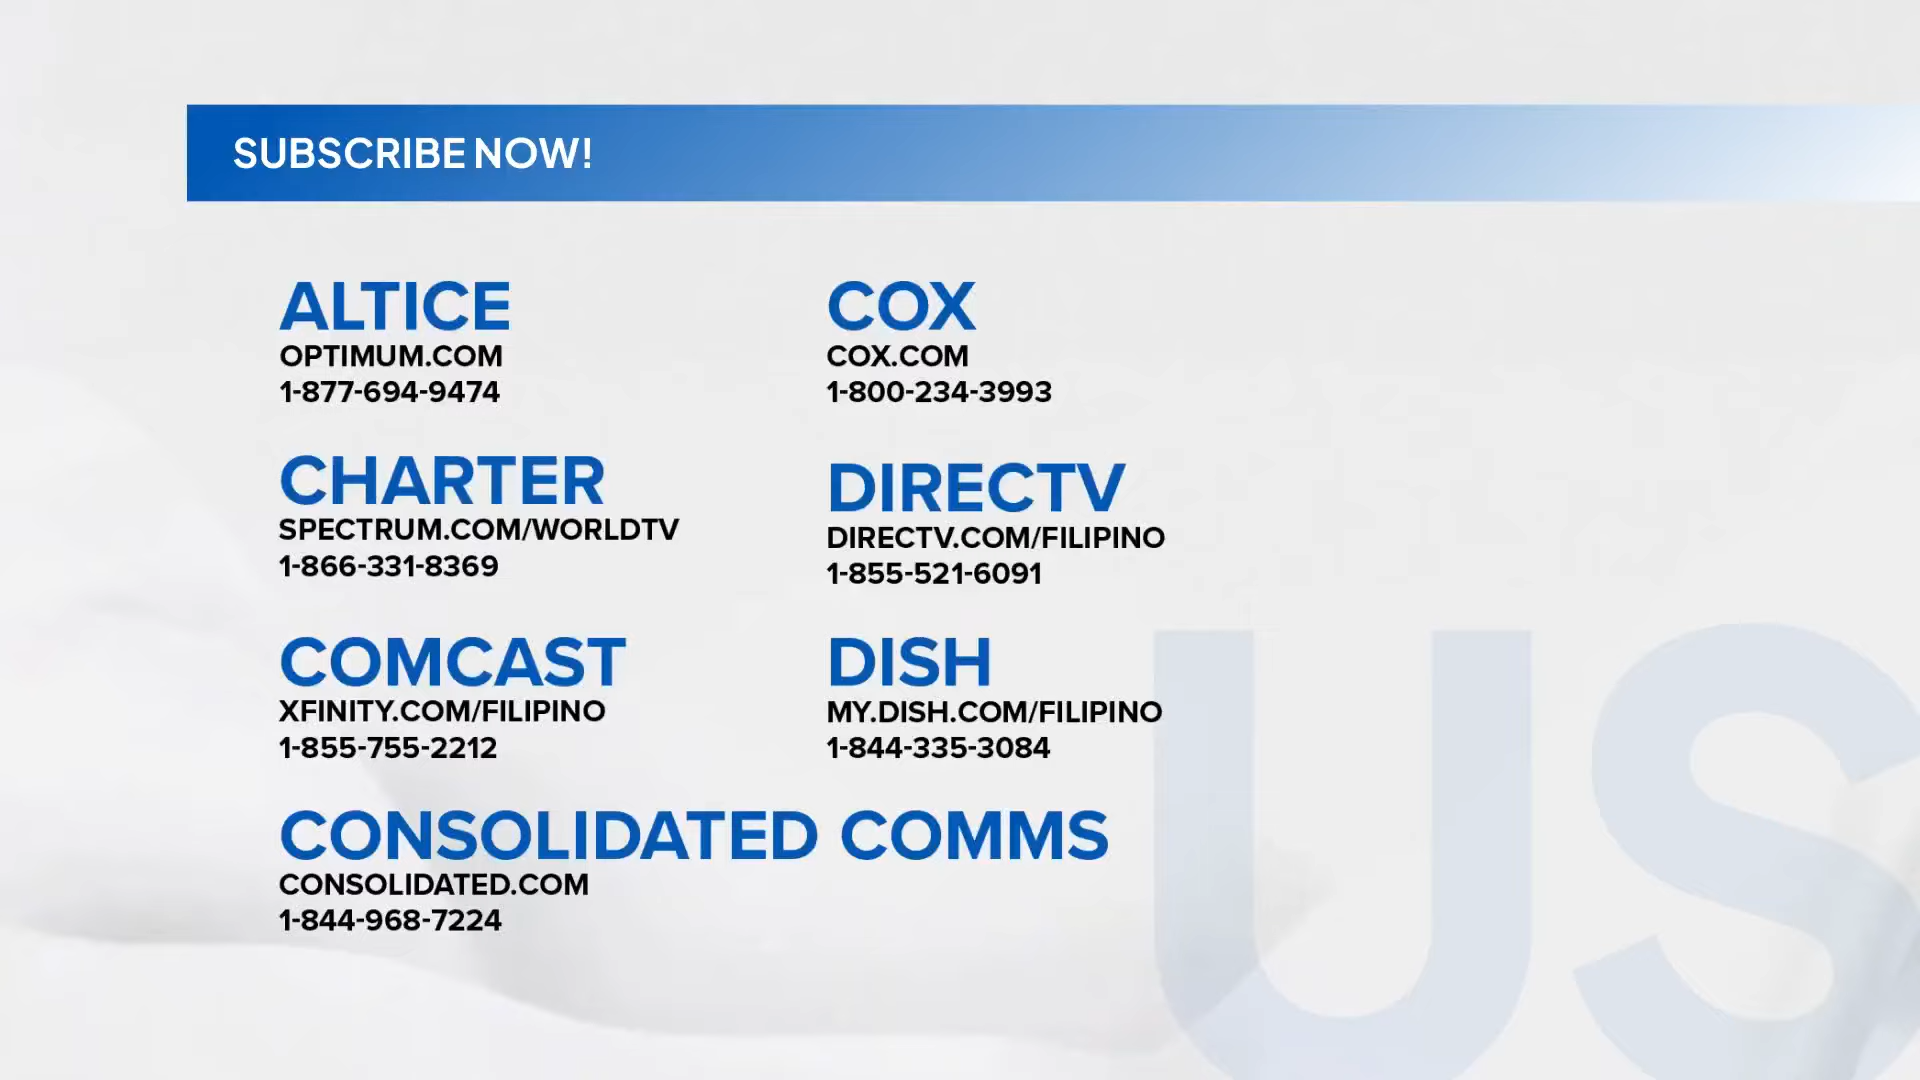 SUBSCRIBE NOW!
ALTICE
OPTIMUM.COM
1-877-694-9474
CHARTER
SPECTRUM.COM/WORLDTV
1-866-331-8369
COMCAST
XFINITY.COM/FILIPINO
1-855-755-2212
CONSOLIDATED COMMS
CONSOLIDATED.COM
1-844-968-7224
COX
COX.COM
1-800-234-3993
DIRECTV
DIRECTV.COM/FILIPINO
1-855-521-6091
DISH
MY.DISH.COM/FILIPINO
1-844-335-3084
US